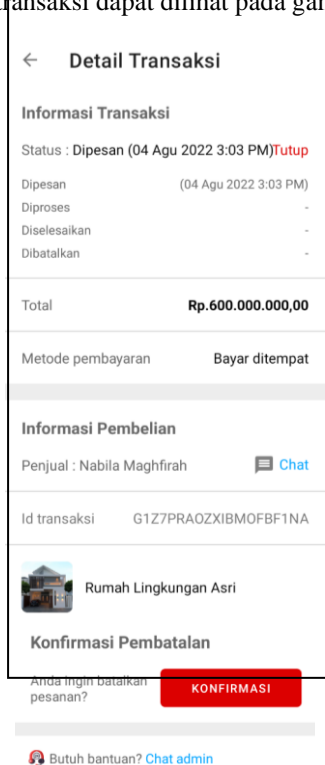 transaksi dapat dilihat pada gam
Detail Transaksi
Informasi Transaksi
Status : Dipesan (04 Agu 2022 3:03 PM)Tutup
Dipesan (04 Agu 2022 3:03 PM)
Diproses -
Diselesaikan -
Dibatalkan -
Total Rp.600.000.000,00
Metode pembayaran Bayar ditempat
Informasi Pembelian
Penjual : Nabila Maghfirah Chat
Id transaksi G1Z7PRAOZXIBMOFBF1NA
Rumah Lingkungan Asri
Konfirmasi Pembatalan
Anda ingin batalkan
pesanan? KONFIRMASI
Butuh bantuan? Chat admin